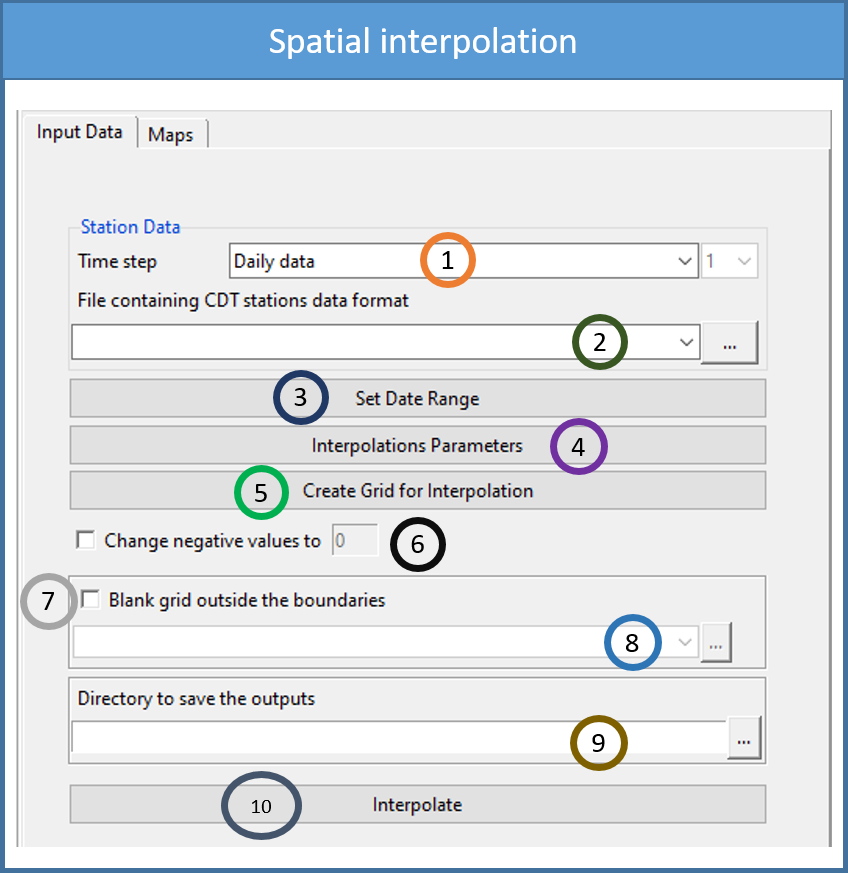 Spatial interpolation
Input Data Maps
Station Data
Time step Daily data 1 1
File containing CDT stations data format
2 ...
3 Set Date Range
Interpolations Parameters 4
5 Create Grid for Interpolation
Change negative values to 0 6
7 Blank grid outside the boundaries
8 ...
Directory to save the outputs
9 ...
10 Interpolate